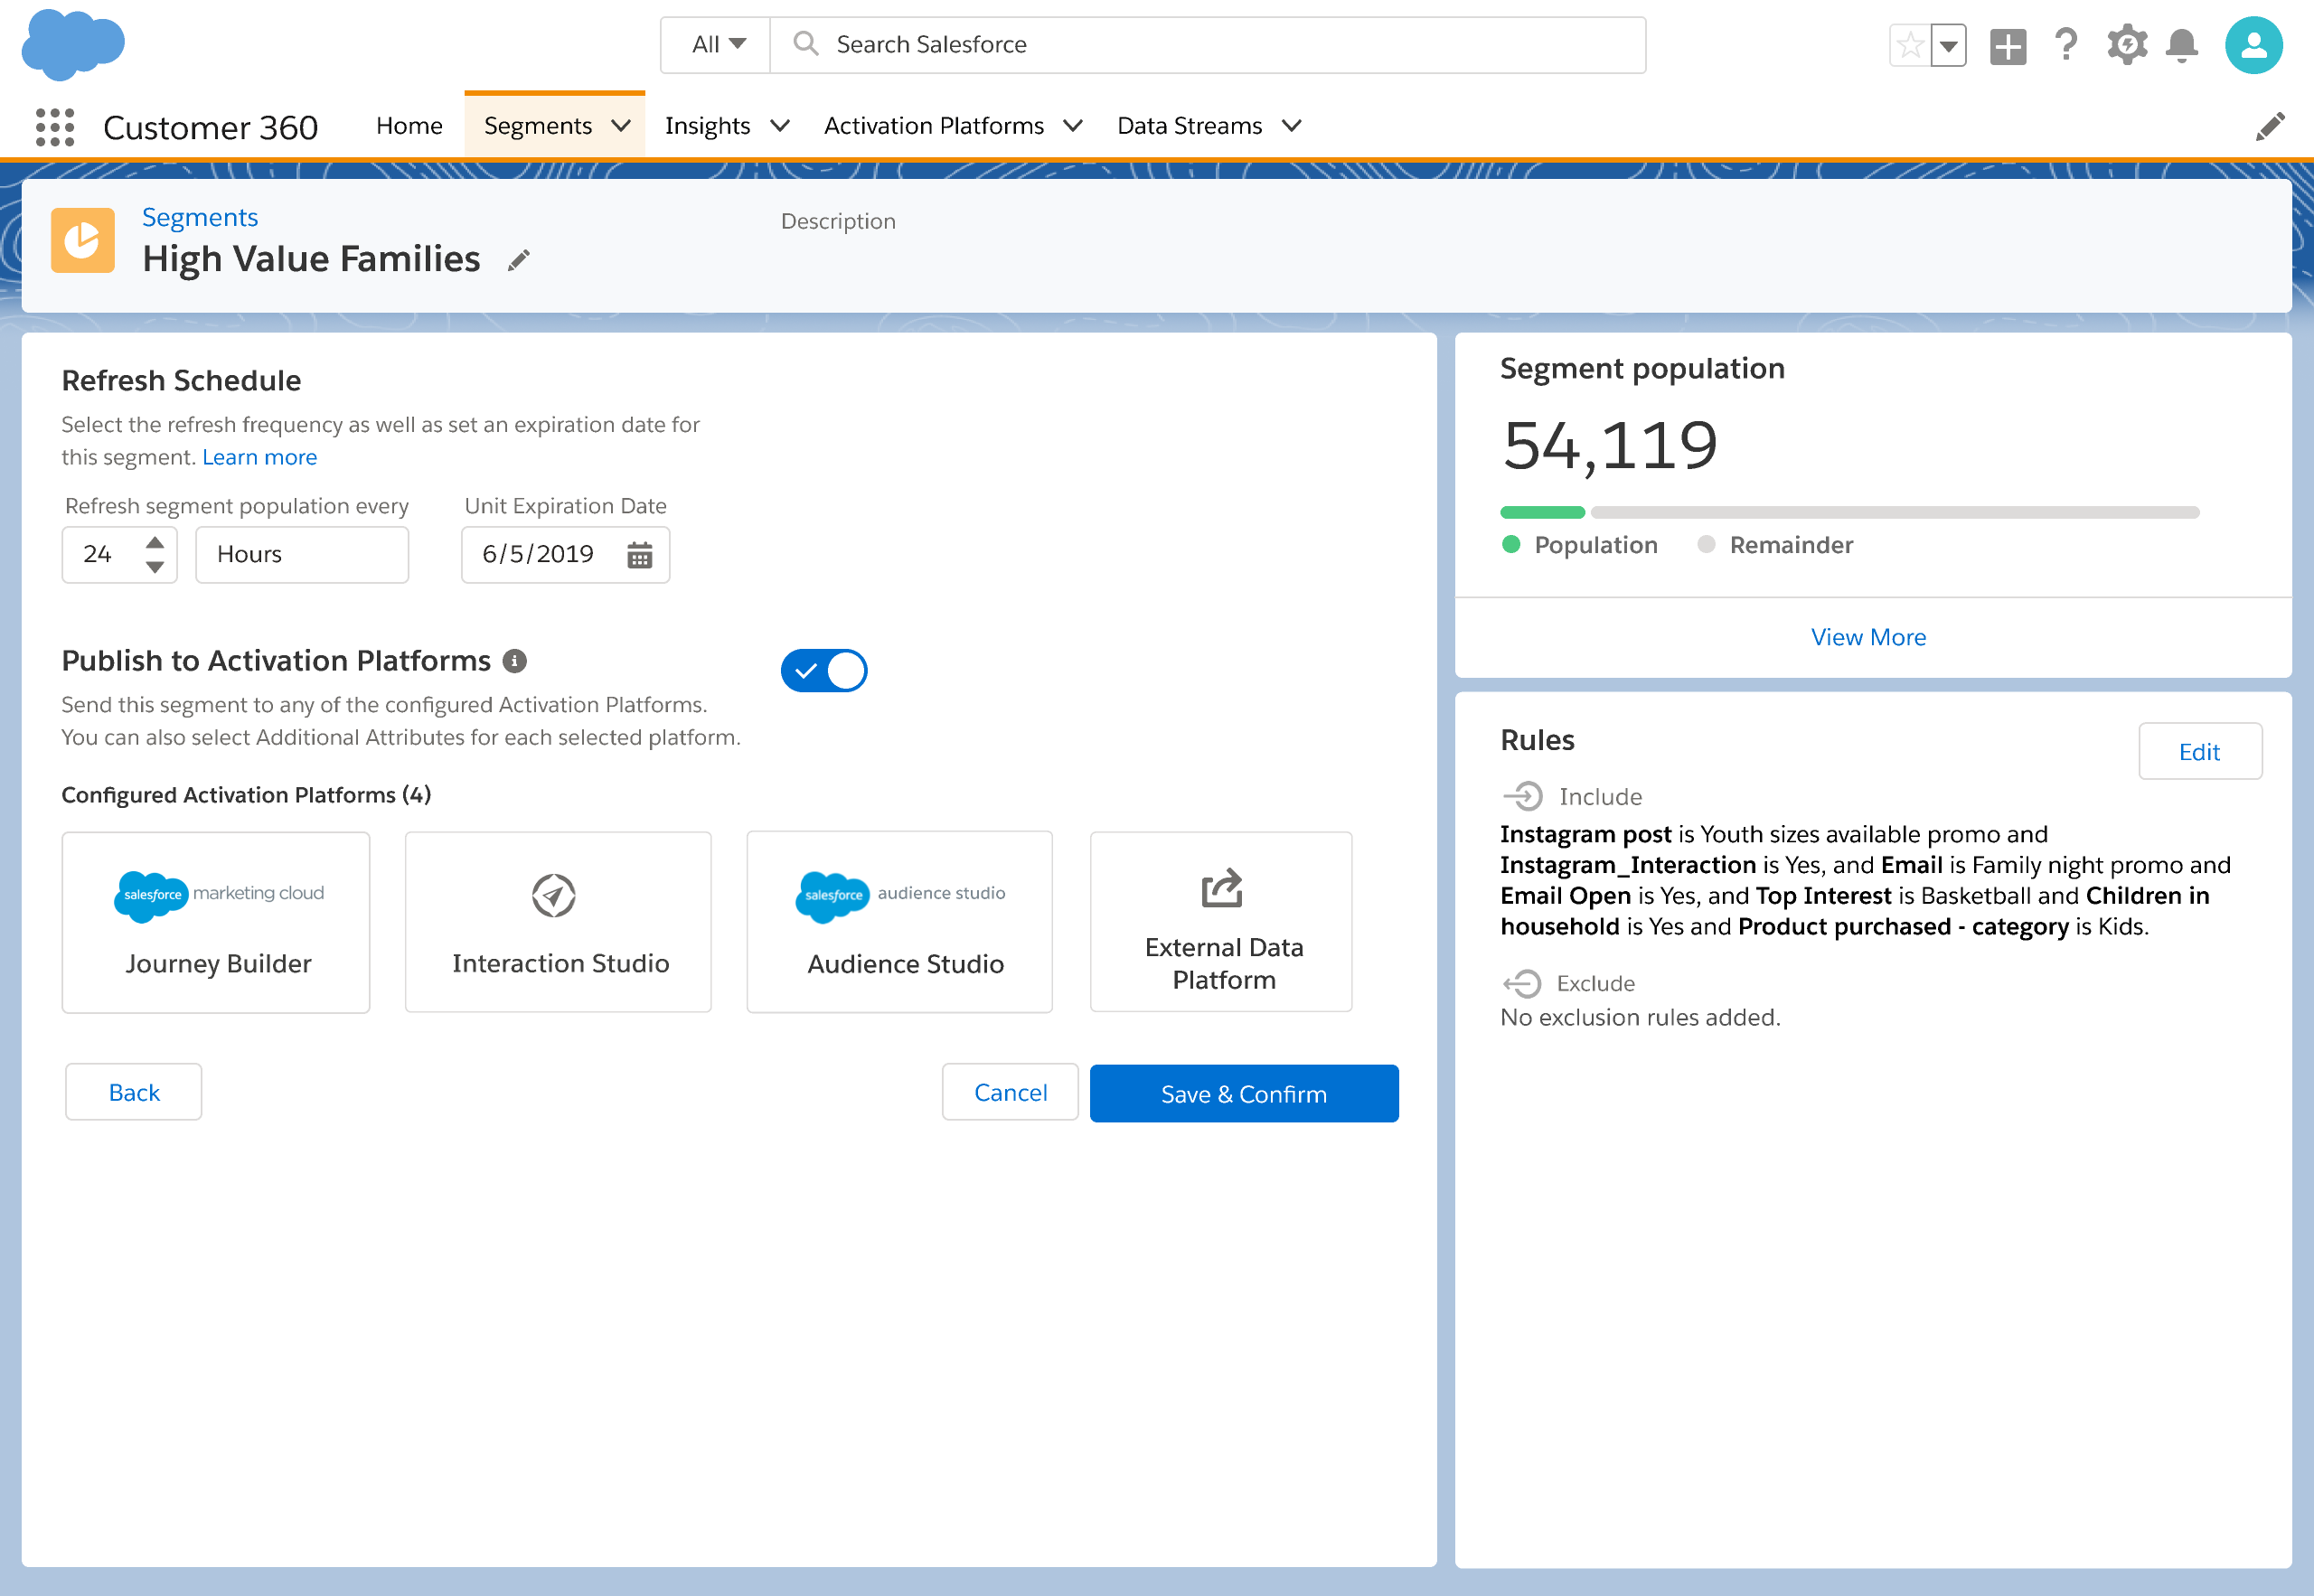 All
Search Salesforce
Customer 360
Home
Segments
Insights
Activation Platforms
Data Streams
Segments
High Value Families
Description
Refresh Schedule
Select the refresh frequency as well as set an expiration date for
this segment. Learn more
Refresh segment population every
Unit Expiration Date
24
Hours
6/5/2019
Publish to Activation Platforms
Send this segment to any of the configured Activation Platforms.
You can also select Additional Attributes for each selected platform.
Configured Activation Platforms (4)
salesforce marketing cloud
Journey Builder
Interaction Studio
salesforce audience studio
Audience Studio
External Data
Platform
Back
Cancel
Save & Confirm
Segment population
54,119
Population
Remainder
View More
Rules
Edit
Include
Instagram post is Youth sizes available promo and
Instagram_Interaction is Yes, and Email is Family night promo and
Email Open is Yes, and Top Interest is Basketball and Children in
household is Yes and Product purchased - category is Kids.
Exclude
No exclusion rules added.